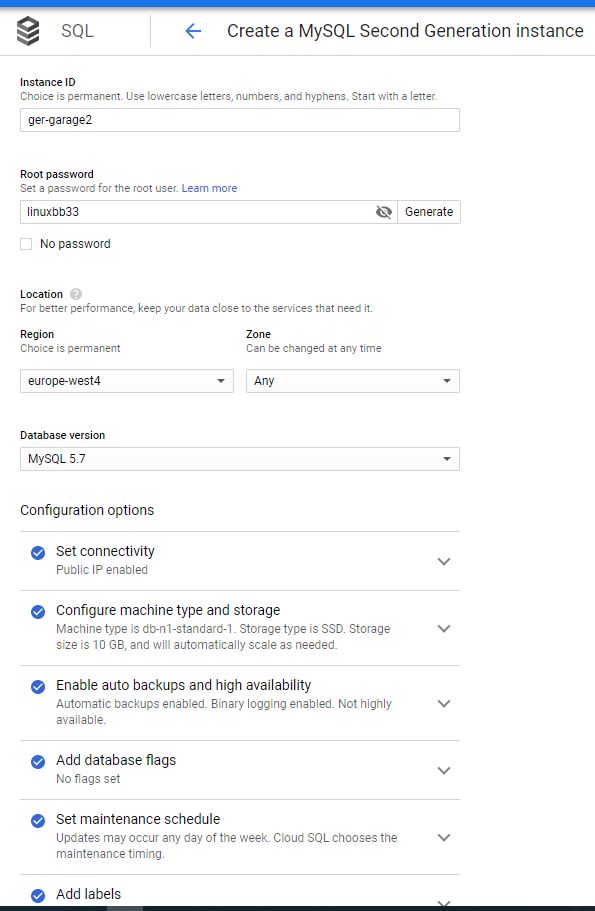 SQL
Create a MySQL Second Generation instance
Instance ID
Choice is permanent. Use lowercase letters, numbers, and hyphens. Start with a letter.
ger-garage2
Root password
Set a password for the root user. Learn more
linuxbb33
Generate
No password
Location
For better performance, keep your data close to the services that need it.
Region
Zone
Choice is permanent
Can be changed at any time
europe-west4
Any
Database version
MySQL 5.7
Configuration options
Set connectivity
Public IP enabled
Configure machine type and storage
Machine type is db-n1-standard-1. Storage type is SSD. Storage
size is 10 GB, and will automatically scale as needed.
Enable auto backups and high availability
Automatic backups enabled. Binary logging enabled. Not highly
available.
Add database flags
No flags set
Set maintenance schedule
Updates may occur any day of the week. Cloud SQL chooses the
maintenance timing.
Add labels